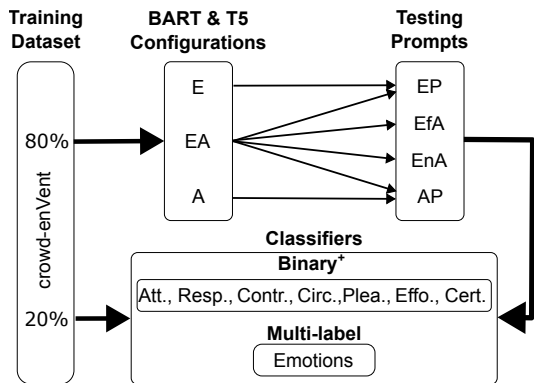 Training
Dataset
BART & T5
Configurations
Testing
Prompts
80%
20%
crowd-enVent
E
EA
A
EP
EfA
EnA
AP
Classifiers
Binary+
Att., Resp., Contr., Circ.,Plea., Effo., Cert.
Multi-label
Emotions